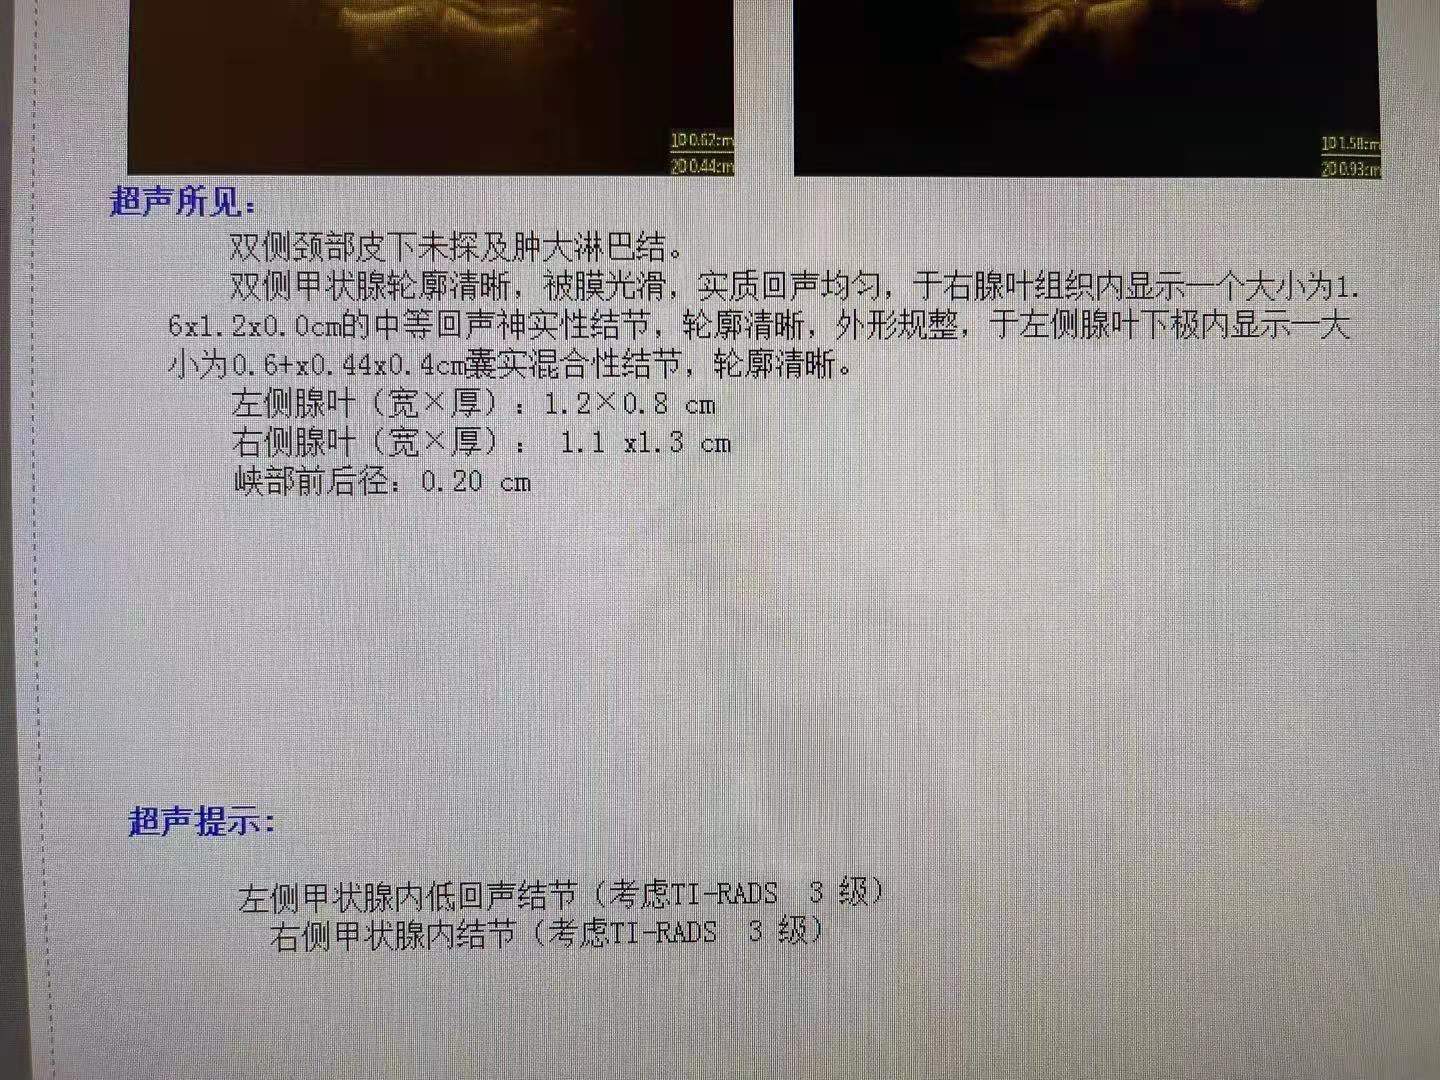 1D 0.62cm
2D 0.44cm
1D 1.58cm
2D 0.93cm
超声所见:
双侧颈部皮下未探及肿大淋巴结。
双侧甲状腺轮廓清晰，被膜光滑，实质回声均匀，于右腺叶组织内显示一个大小为1.
6x1.2x0.0cm的中等回声神实性结节，轮廓清晰，外形规整，于左侧腺叶下极内显示一大
小为0.6+x0.44x0.4cm囊实混合性结节，轮廓清晰。
左侧腺叶（宽×厚）: 1.2×0.8 cm
右侧腺叶（宽×厚）: 1.1 x1.3 cm
峡部前后径: 0.20 cm
超声提示:
左侧甲状腺内低回声结节（考虑TI-RADS 3 级）
右侧甲状腺内结节（考虑TI-RADS 3 级）